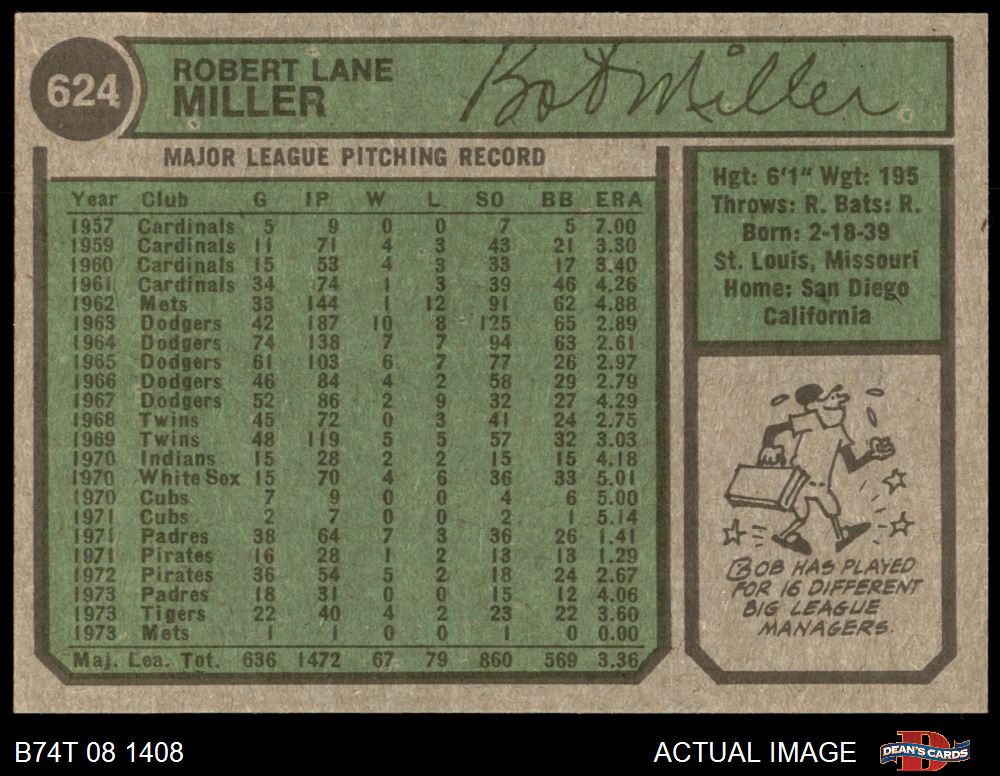 624
ROBERT LANE
MILLER
Bob Miller
MAJOR LEAGUE PITCHING RECORD
Year Club G IP W L SO BB ERA
1957 Cardinals 5 9 0 0 7 5 7.00
1959 Cardinals 11 71 4 3 43 21 3.30
1960 Cardinals 15 53 4 3 33 17 3.40
1961 Cardinals 34 74 1 3 39 46 4.26
1962 Mets 33 144 1 12 91 62 4.88
1963 Dodgers 42 187 10 8 125 65 2.89
1964 Dodgers 74 138 7 7 94 63 2.61
1965 Dodgers 61 103 6 7 77 26 2.97
1966 Dodgers 46 84 4 2 58 29 2.79
1967 Dodgers 52 86 2 9 32 27 4.29
1968 Twins 45 72 0 3 41 24 2.75
1969 Twins 48 119 5 5 57 32 3.03
1970 Indians 15 28 2 2 15 15 4.18
1970 White Sox 15 70 4 6 36 33 5.01
1970 Cubs 7 9 0 0 4 6 5.00
1971 Cubs 2 7 0 0 2 1 5.14
1971 Padres 38 64 7 3 36 26 1.41
1971 Pirates 16 28 1 2 13 13 1.29
1972 Pirates 36 54 5 2 18 24 2.67
1973 Padres 18 31 0 0 15 12 4.06
1973 Tigers 22 40 4 2 23 22 3.60
1973 Mets 1 1 0 0 1 0 0.00
Maj. Lea. Tot. 636 1472 67 79 860 569 3.36
Hgt: 6'1" Wgt: 195
Throws: R. Bats: R.
Born: 2-18-39
St. Louis, Missouri
Home: San Diego
California
BOB HAS PLAYED
FOR 16 DIFFERENT
BIG LEAGUE
MANAGERS.
B74T 08 1408
ACTUAL IMAGE
DEAN'S CARDS